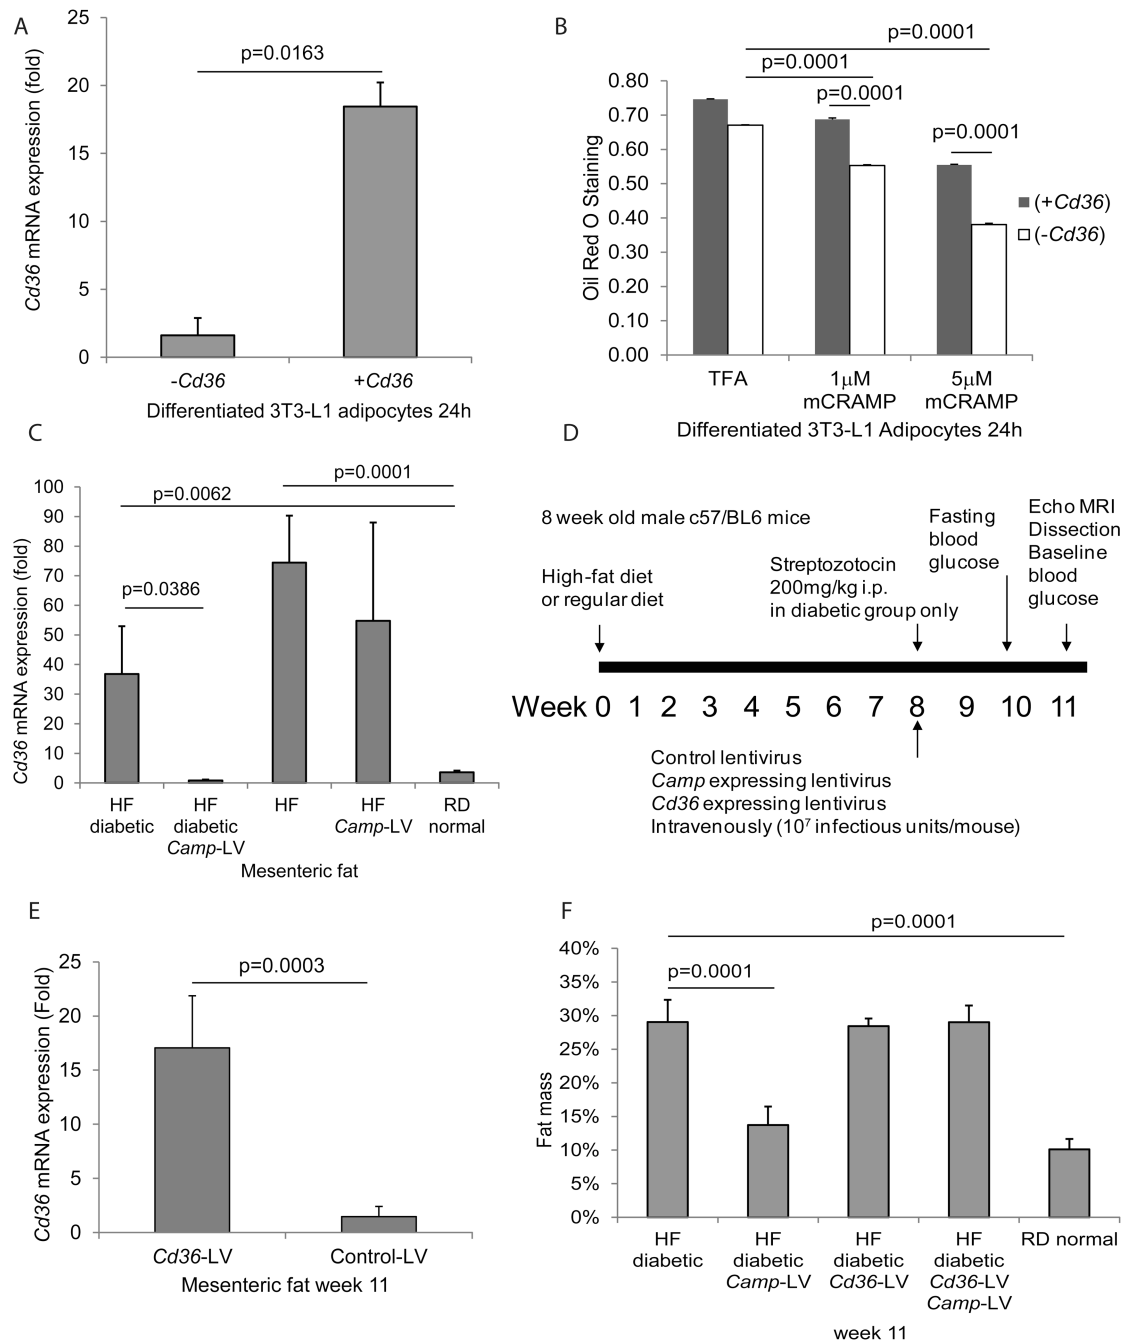 A
Cd36 mRNA expression (fold)
25
20
15
10
5
0
p=0.0163
-Cd36
+Cd36
Differentiated 3T3-L1 adipocytes 24h
B
Oil Red O Staining
0.80
0.70
0.60
0.50
0.40
0.30
0.20
0.10
0.00
p=0.0001
p=0.0001
p=0.0001
p=0.0001
(+Cd36)
(-Cd36)
TFA
1μM
mCRAMP
5μM
mCRAMP
Differentiated 3T3-L1 Adipocytes 24h
C
Cd36 mRNA expression (fold)
100
90
80
70
60
50
40
30
20
10
0
p=0.0001
p=0.0062
p=0.0386
HF
diabetic
HF
diabetic
Camp-LV
HF
HF
Camp-LV
RD
normal
Mesenteric fat
D
8 week old male c57/BL6 mice
High-fat diet
or regular diet
Streptozotocin
200mg/kg i.p.
in diabetic group only
Fasting
blood
glucose
Echo MRI
Dissection
Baseline
blood
glucose
Week 0 1 2 3 4 5 6 7 8 9 10 11
Control lentivirus
Camp expressing lentivirus
Cd36 expressing lentivirus
Intravenously (10⁷ infectious units/mouse)
E
Cd36 mRNA expression (Fold)
25
20
15
10
5
0
p=0.0003
Cd36-LV
Control-LV
Mesenteric fat week 11
F
Fat mass
40%
35%
30%
25%
20%
15%
10%
5%
0%
p=0.0001
p=0.0001
HF
diabetic
HF
diabetic
Camp-LV
HF
diabetic
Cd36-LV
HF
diabetic
Cd36-LV
Camp-LV
RD normal
week 11